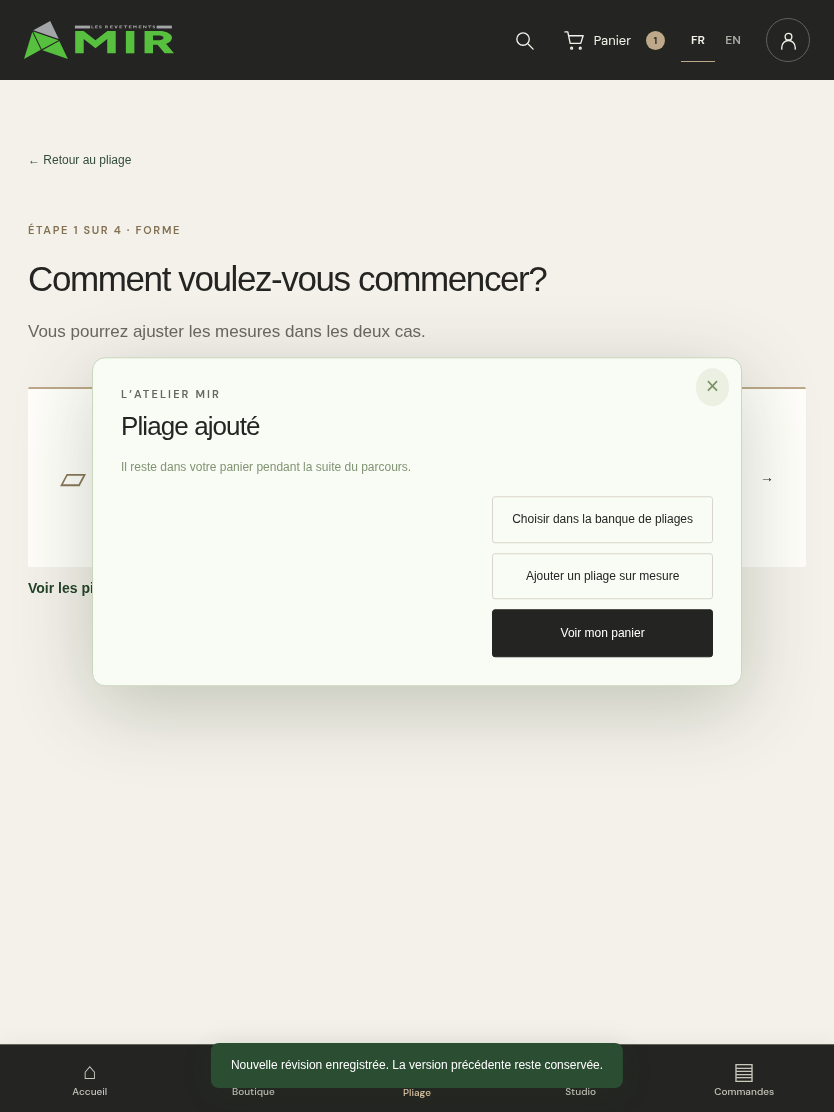 LES REVÊTEMENTS
MIR
Panier 1 FR EN
← Retour au pliage
ÉTAPE 1 SUR 4 · FORME
Comment voulez-vous commencer?
Vous pourrez ajuster les mesures dans les deux cas.
L'ATELIER MIR
×
Pliage ajouté
Il reste dans votre panier pendant la suite du parcours.
→
Choisir dans la banque de pliages
Ajouter un pliage sur mesure
Voir les pi
Voir mon panier
Nouvelle révision enregistrée. La version précédente reste conservée.
Accueil Boutique Pliage Studio Commandes